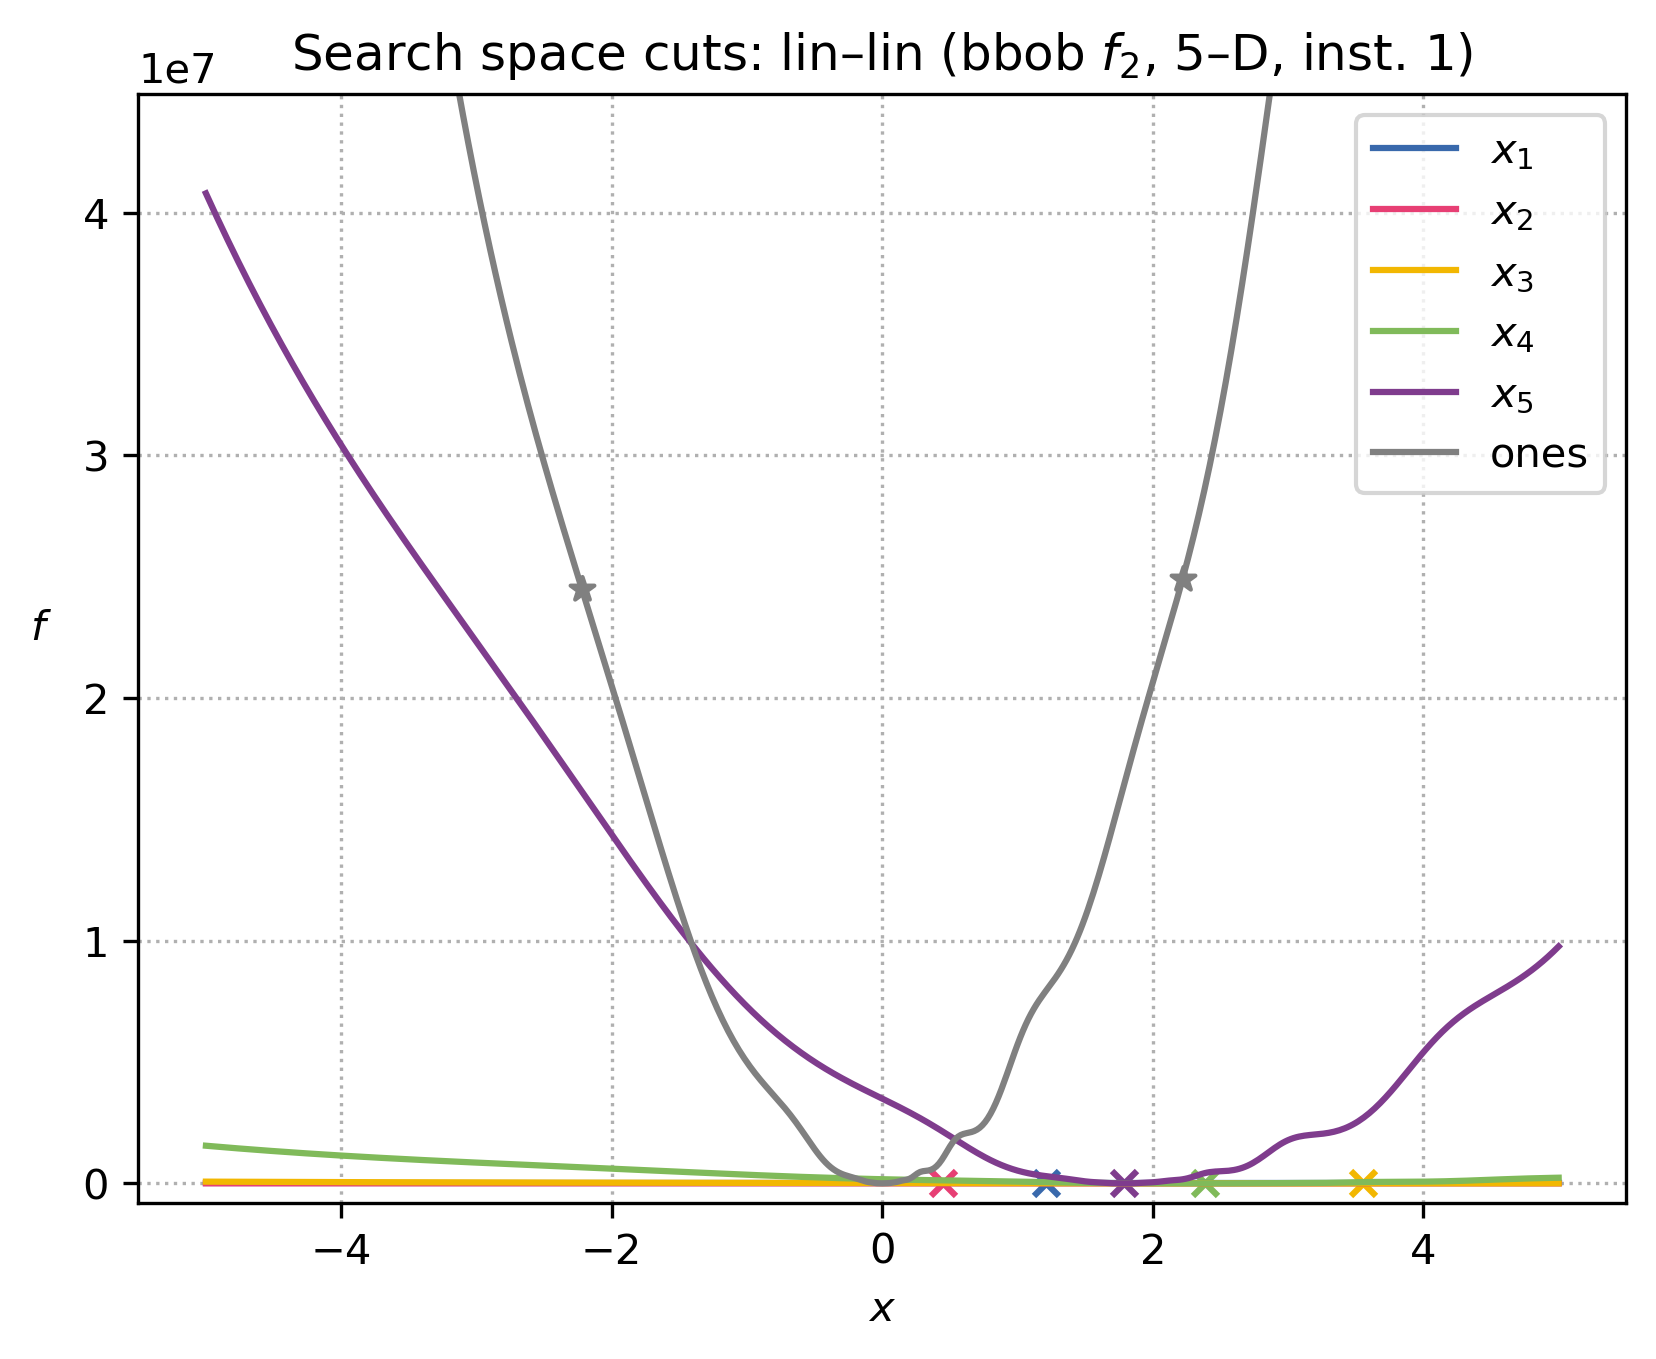 Search space cuts: lin–lin (bbob f₂, 5–D, inst. 1)
1e7
4
3
2
1
0
f
−4
−2
0
2
4
x
x₁
x₂
x₃
x₄
x₅
ones